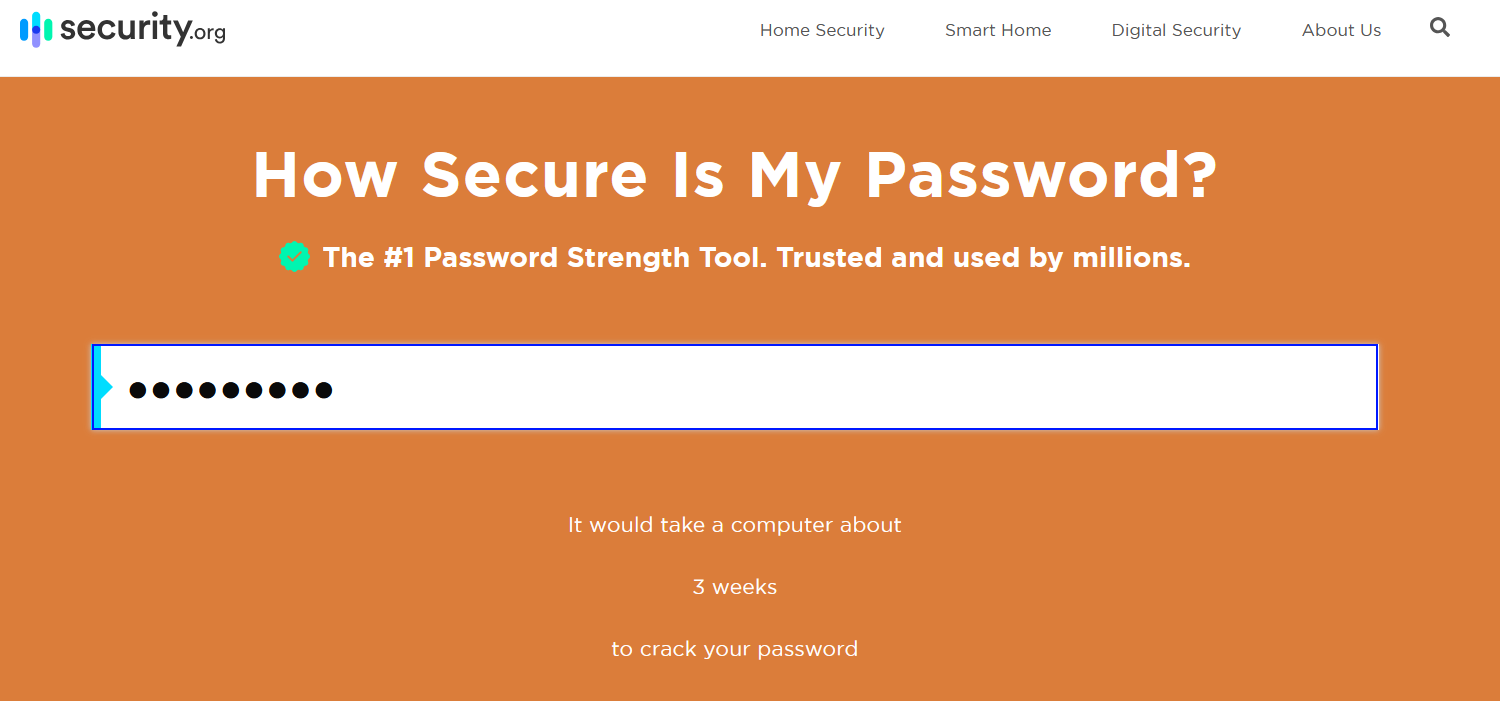 security.org
Home Security
Smart Home
Digital Security
About Us
How Secure Is My Password?
The #1 Password Strength Tool. Trusted and used by millions.
●●●●●●●●●
It would take a computer about
3 weeks
to crack your password